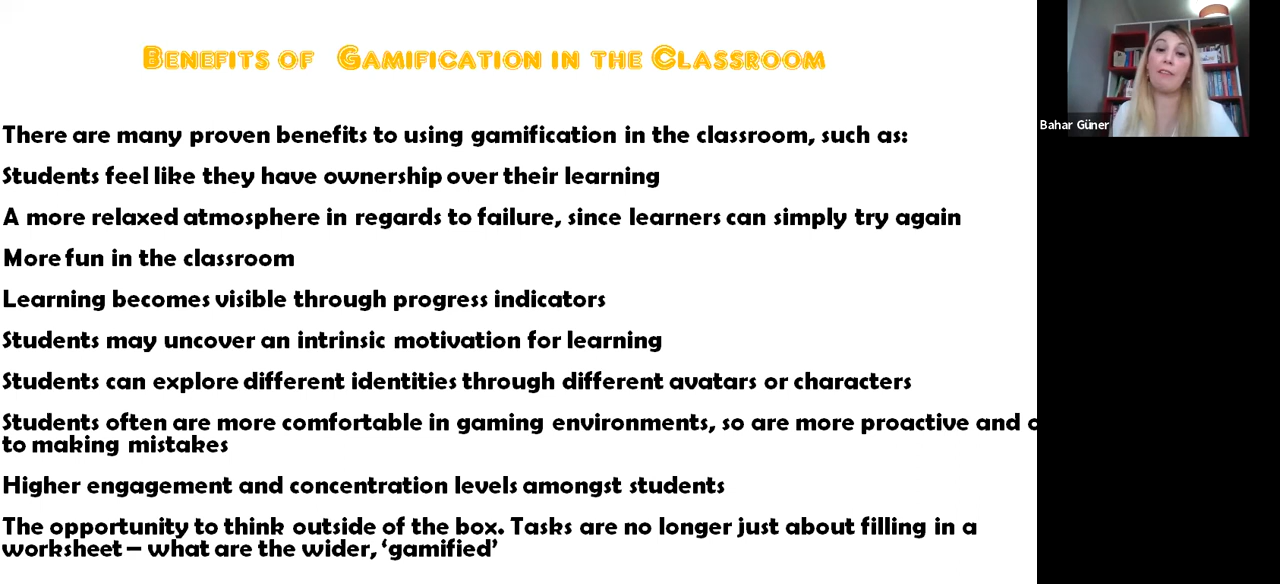 Benefits of Gamification in the Classroom
There are many proven benefits to using gamification in the classroom, such as:
Students feel like they have ownership over their learning
A more relaxed atmosphere in regards to failure, since learners can simply try again
More fun in the classroom
Learning becomes visible through progress indicators
Students may uncover an intrinsic motivation for learning
Students can explore different identities through different avatars or characters
Students often are more comfortable in gaming environments, so are more proactive and
to making mistakes
Higher engagement and concentration levels amongst students
The opportunity to think outside of the box. Tasks are no longer just about filling in a
worksheet – what are the wider, ‘gamified’
Bahar Güner